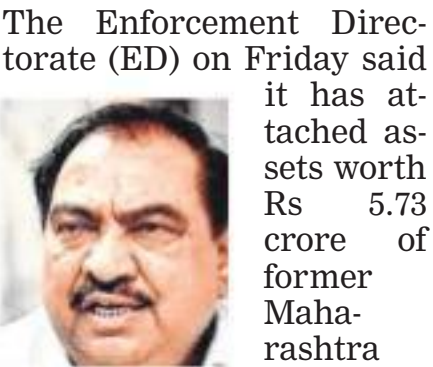 The Enforcement Direc-
torate (ED) on Friday said
it has at-
tached as-
sets worth
Rs 5.73
crore of
former
Maha-
rashtra